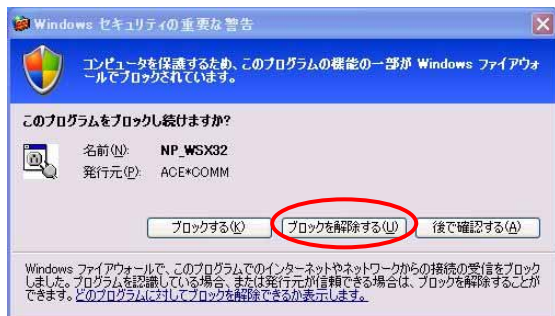 Windows セキュリティの重要な警告
コンピュータを保護するため、このプログラムの機能の一部が Windows ファイアウォ
ールでブロックされています。
このプログラムをブロックし続けますか?
名前(N): NP_WSX32
発行元(P): ACE*COMM
ブロックする(K) ブロックを解除する(U) 後で確認する(A)
Windows ファイアウォールで、このプログラムでのインターネットやネットワークからの接続の受信をブロック
しました。プログラムを認識している場合、または発行元が信頼できる場合は、ブロックを解除することが
できます。どのプログラムに対してブロックを解除できるか表示します。